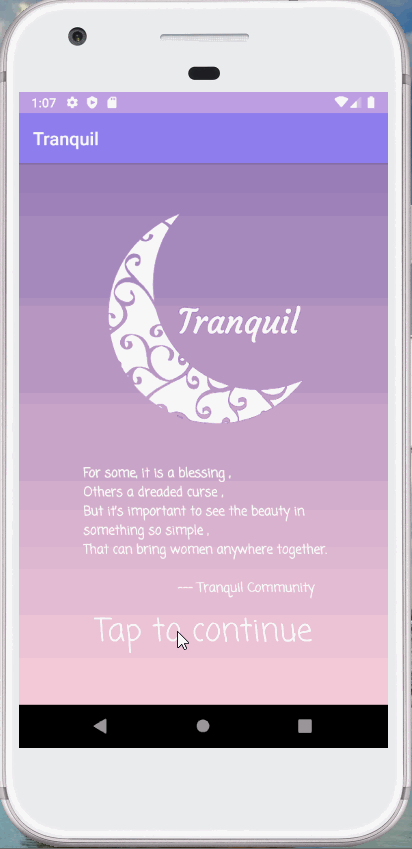 1:07
Tranquil
Tranquil
For some, it is a blessing ,
Others a dreaded curse ,
But it's important to see the beauty in
something so simple ,
That can bring women anywhere together.
--- Tranquil Community
Tap to continue